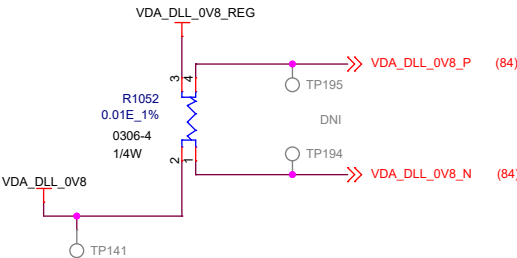 VDA_DLL_0V8_REG
VDA_DLL_0V8_P (84)
3 4
TP195
R1052
0.01E_1%
0306-4
1/4W
DNI
TP194
2 1
VDA_DLL_0V8_N (84)
VDA_DLL_0V8
TP141